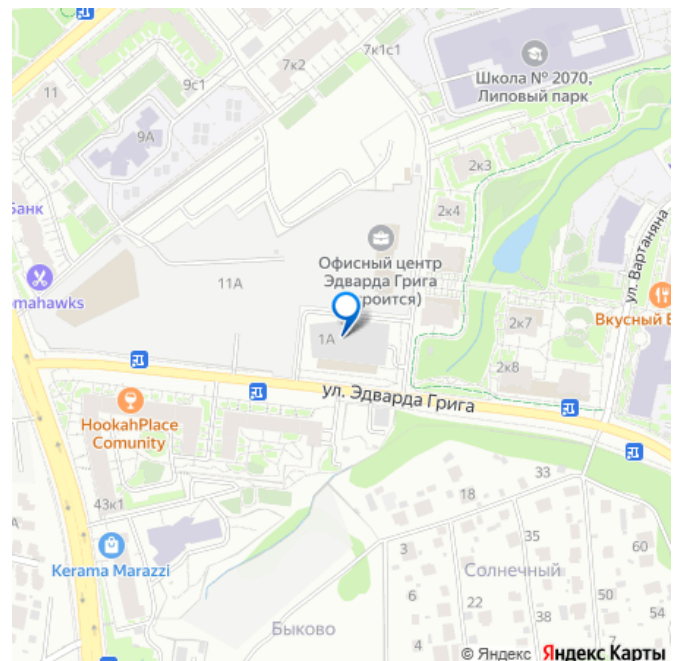 7к2
7к1с1
9с1
11
9А
Школа № 2070,
Липовый парк
2к3
2к4
Банк
omahawks
11А
Офисный центр
Эдварда Грига
роится)
1А
ул. Вартаняна
Вкусный В
2к7
2к8
ул. Эдварда Грига
HookahPlace
Comunity
43к1
Kerama Marazzi
33
18
3
35
60
Солнечный
6
22
38
50
54
4
Быково
А
© Яндекс Яндекс Карты